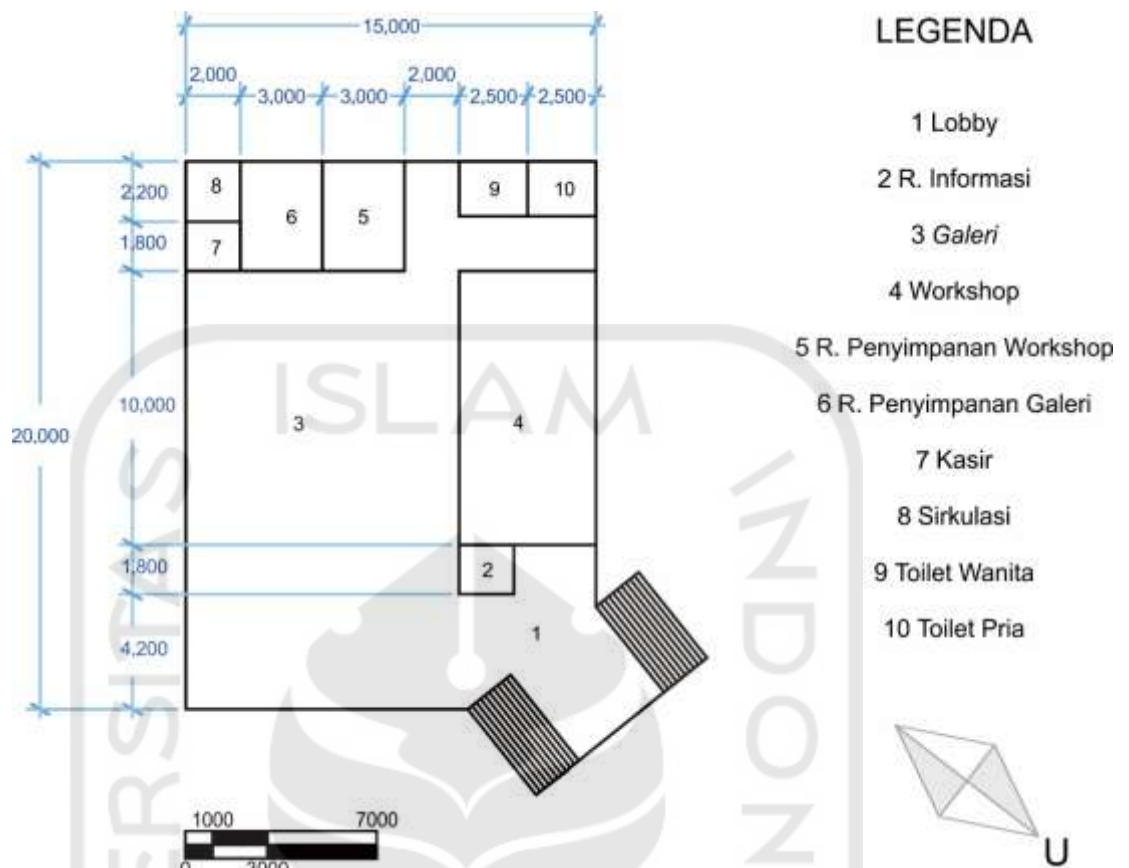 15,000
2,000
2,000
3,000
3,000
2,500
2,500
LEGENDA
1 Lobby
2 R. Informasi
3 Galeri
4 Workshop
5 R. Penyimpanan Workshop
6 R. Penyimpanan Galeri
7 Kasir
8 Sirkulasi
9 Toilet Wanita
10 Toilet Pria
2,200
1,800
10,000
20,000
1,800
4,200
8
6
5
9
10
7
3
4
2
1
ISLAM
INDON
ERSITAS
1000
7000
0
3000
U